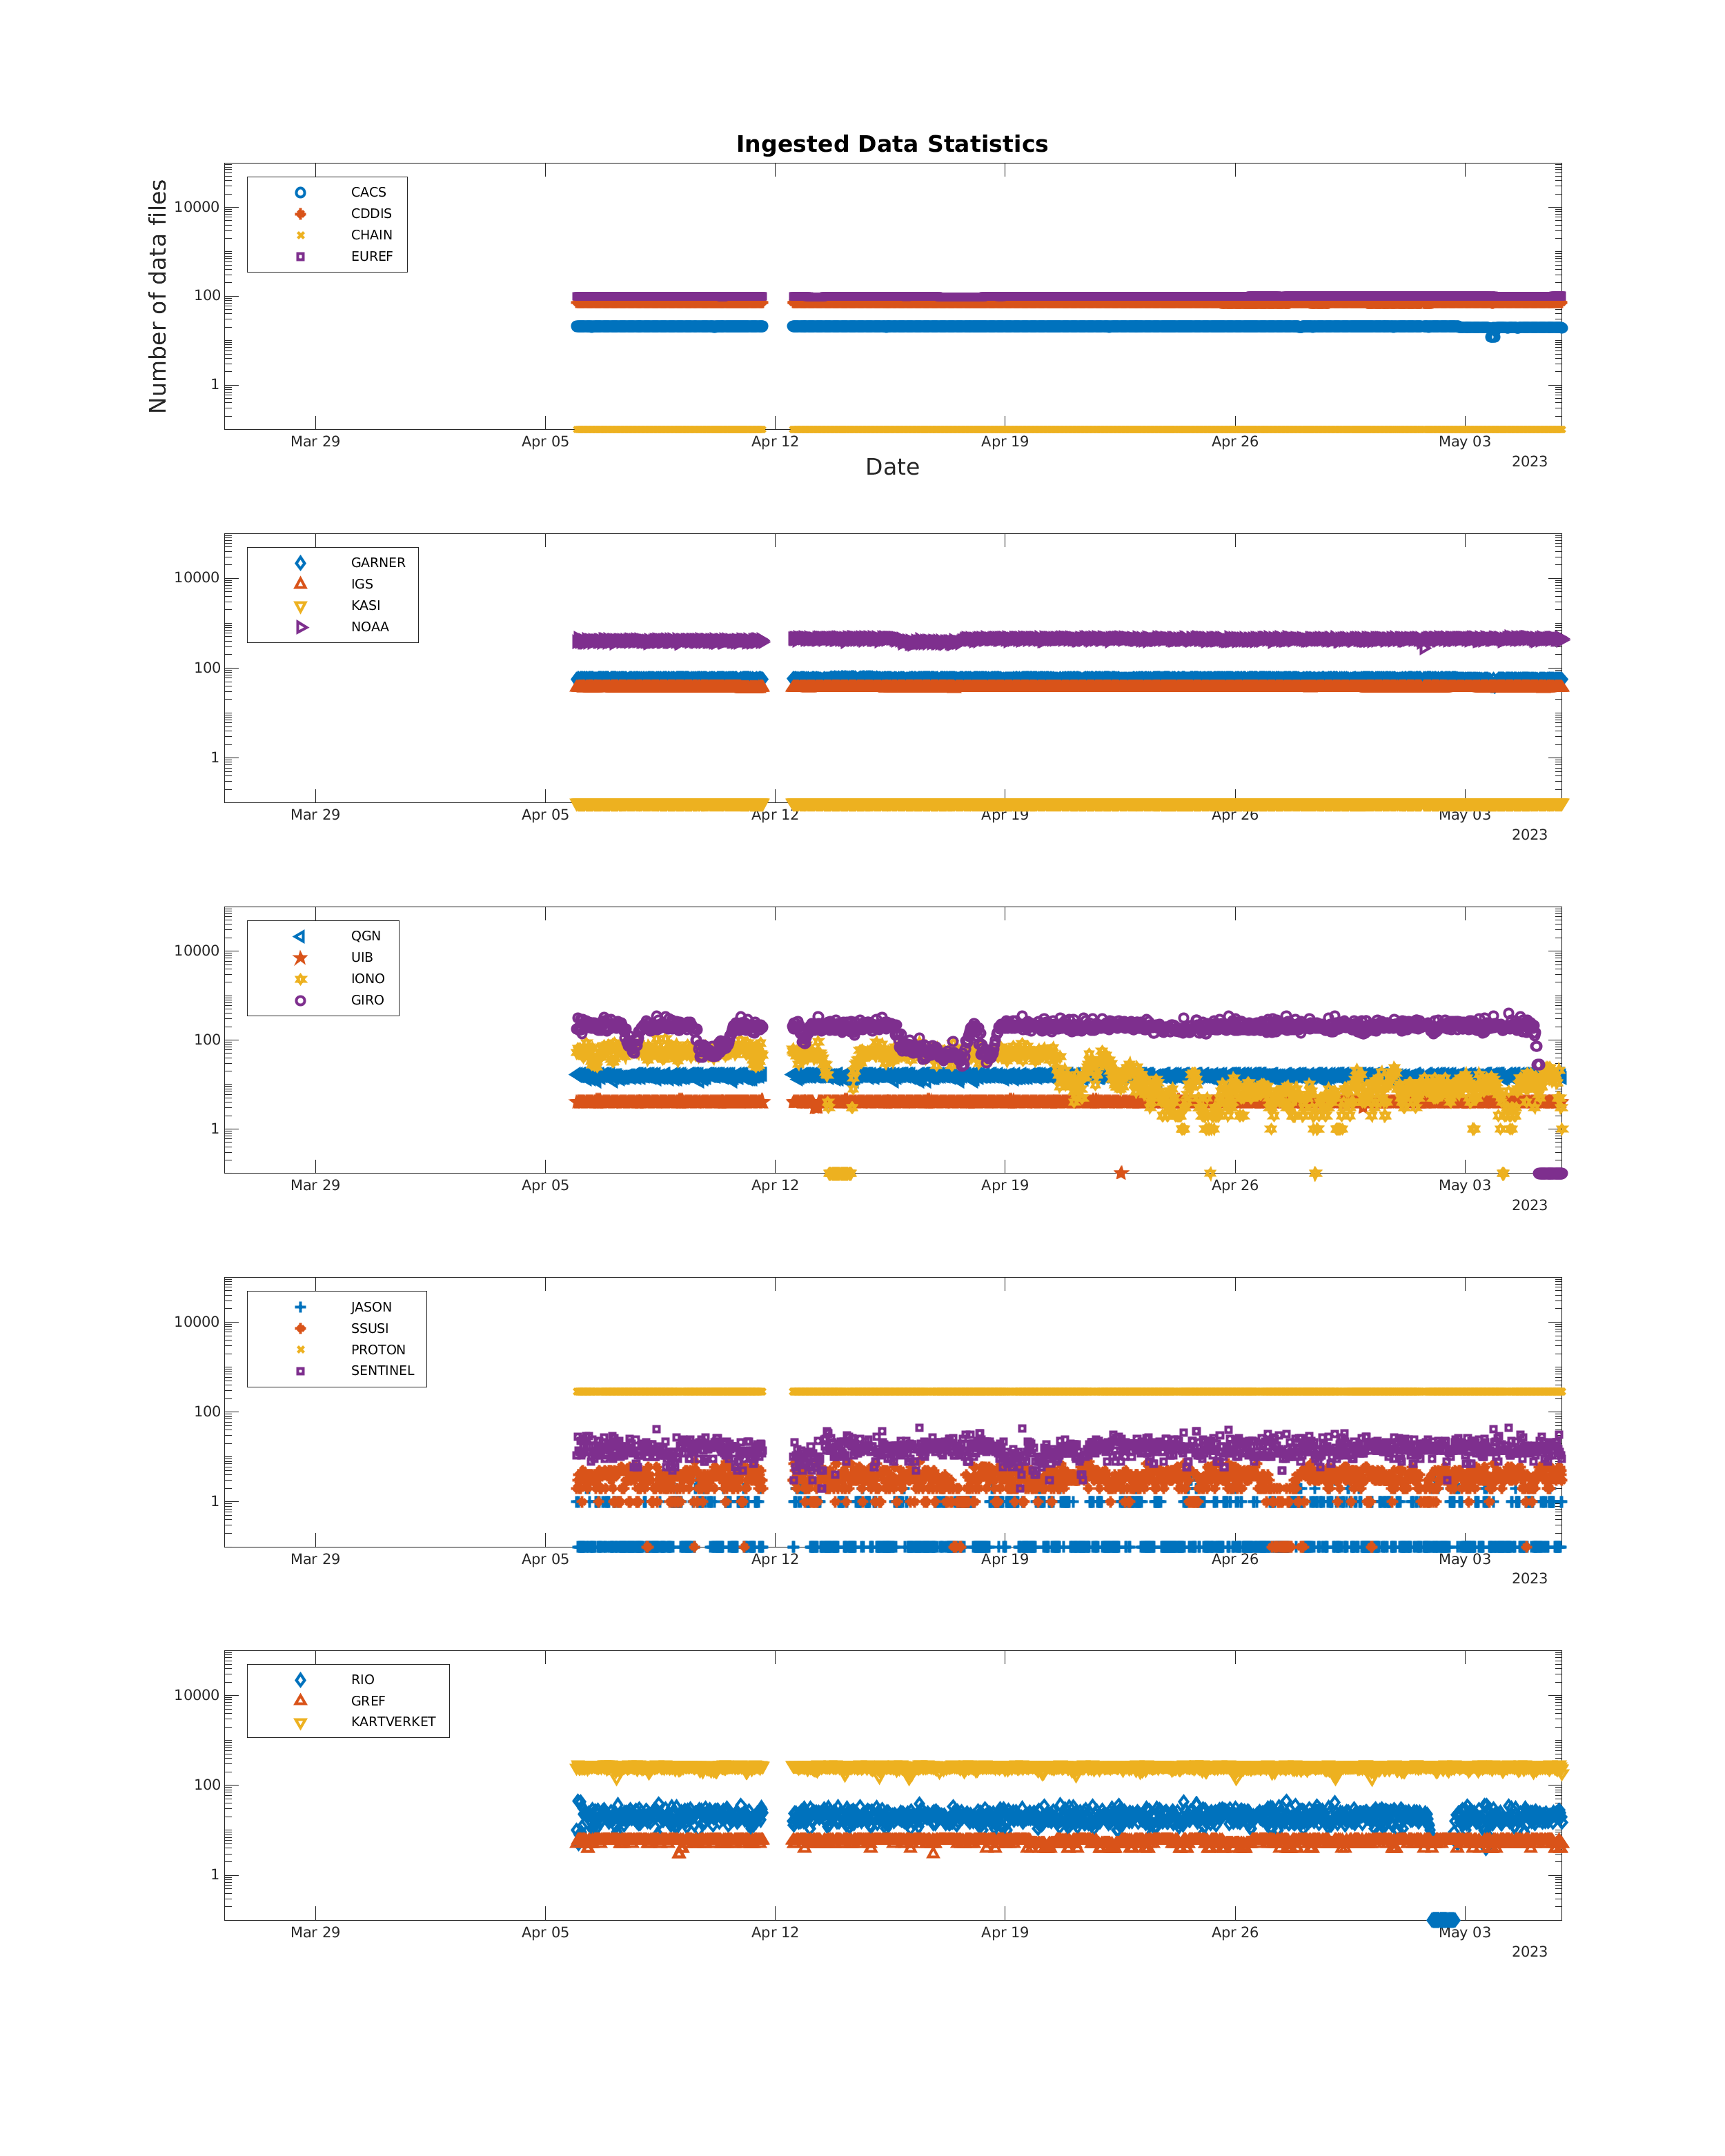 Ingested Data Statistics
Number of data files
CACS
CDDIS
CHAIN
EUREF
10000
100
1
Mar 29 Apr 05 Apr 12 Apr 19 Apr 26 May 03
2023
Date
GARNER
IGS
KASI
NOAA
10000
100
1
Mar 29 Apr 05 Apr 12 Apr 19 Apr 26 May 03
2023
QGN
UIB
IONO
GIRO
10000
100
1
Mar 29 Apr 05 Apr 12 Apr 19 Apr 26 May 03
2023
JASON
SSUSI
PROTON
SENTINEL
10000
100
1
Mar 29 Apr 05 Apr 12 Apr 19 Apr 26 May 03
2023
RIO
GREF
KARTVERKET
10000
100
1
Mar 29 Apr 05 Apr 12 Apr 19 Apr 26 May 03
2023